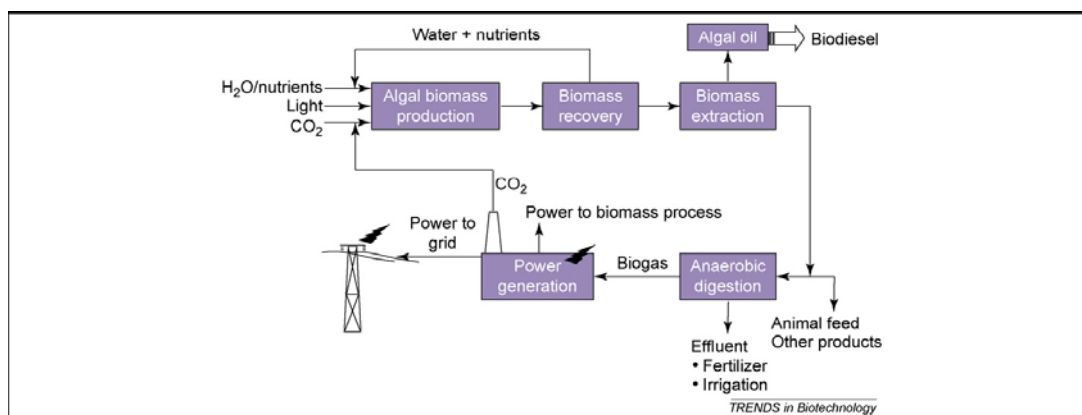 Water + nutrients
Algal oil
Biodiesel
H₂O/nutrients
Light
CO₂
Algal biomass
production
Biomass
recovery
Biomass
extraction
CO₂
Power to biomass process
Power to
grid
Power
generation
Biogas
Anaerobic
digestion
Animal feed
Other products
Effluent
• Fertilizer
• Irrigation
TRENDS in Biotechnology